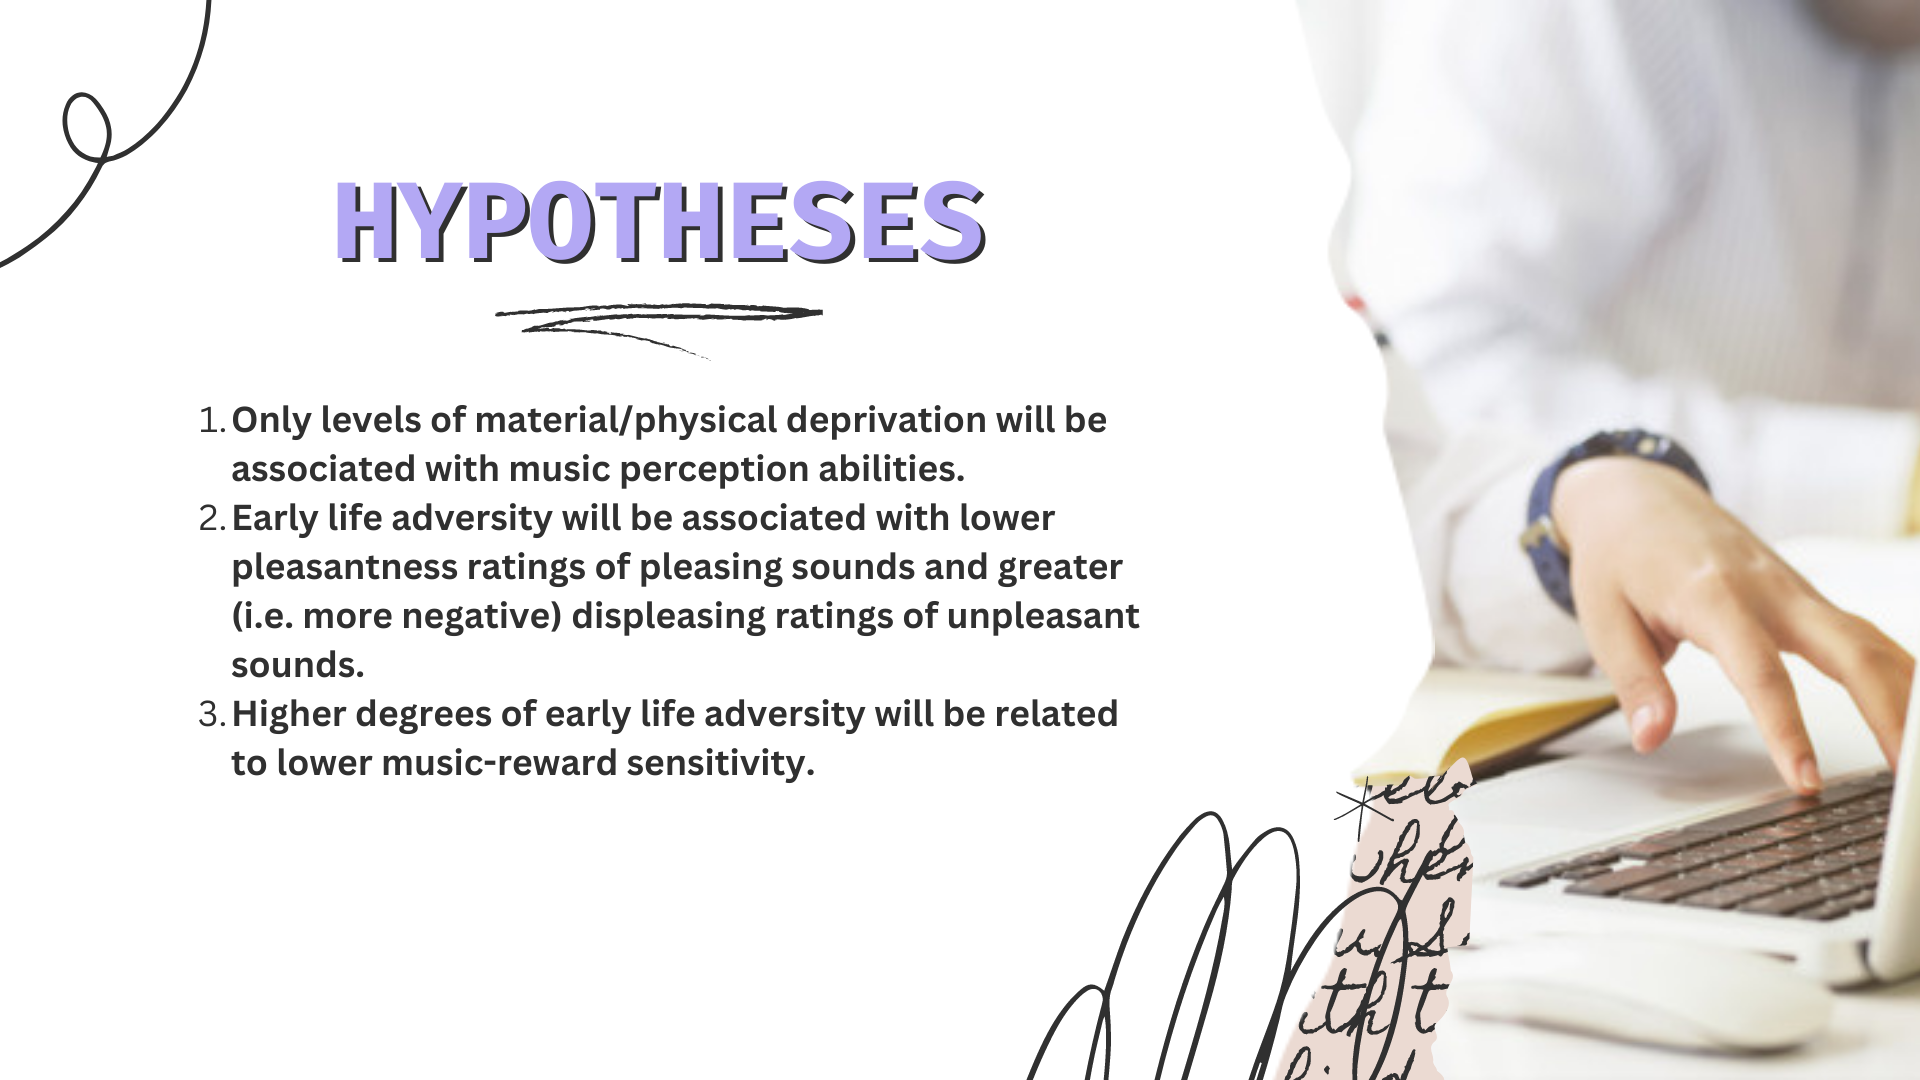 HYPOTHESES
1. Only levels of material/physical deprivation will be
associated with music perception abilities.
2. Early life adversity will be associated with lower
pleasantness ratings of pleasing sounds and greater
(i.e. more negative) displeasing ratings of unpleasant
sounds.
3. Higher degrees of early life adversity will be related
to lower music-reward sensitivity.